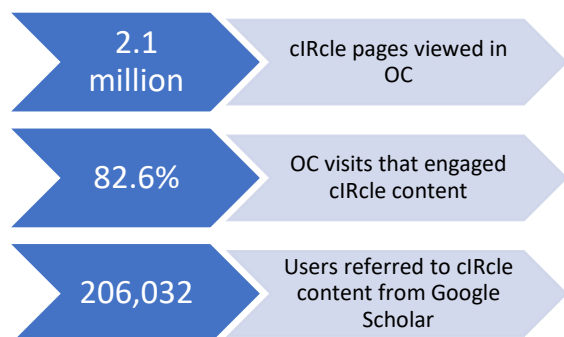 2.1
million
cIRcle pages viewed in
OC
82.6%
OC visits that engaged
cIRcle content
206,032
Users referred to cIRcle
content from Google
Scholar